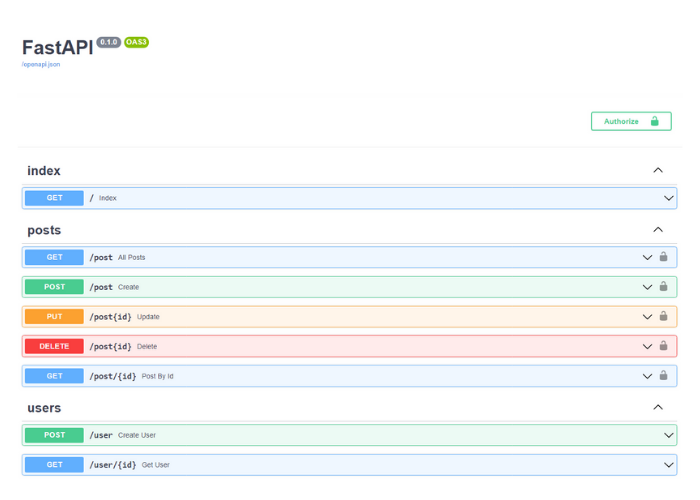 FastAPI 0.1.0 OAS3
/openapi.json
Authorize
index
GET / Index
posts
GET /post All Posts
POST /post Create
PUT /post{id} Update
DELETE /post{id} Delete
GET /post/{id} Post By Id
users
POST /user Create User
GET /user/{id} Get User